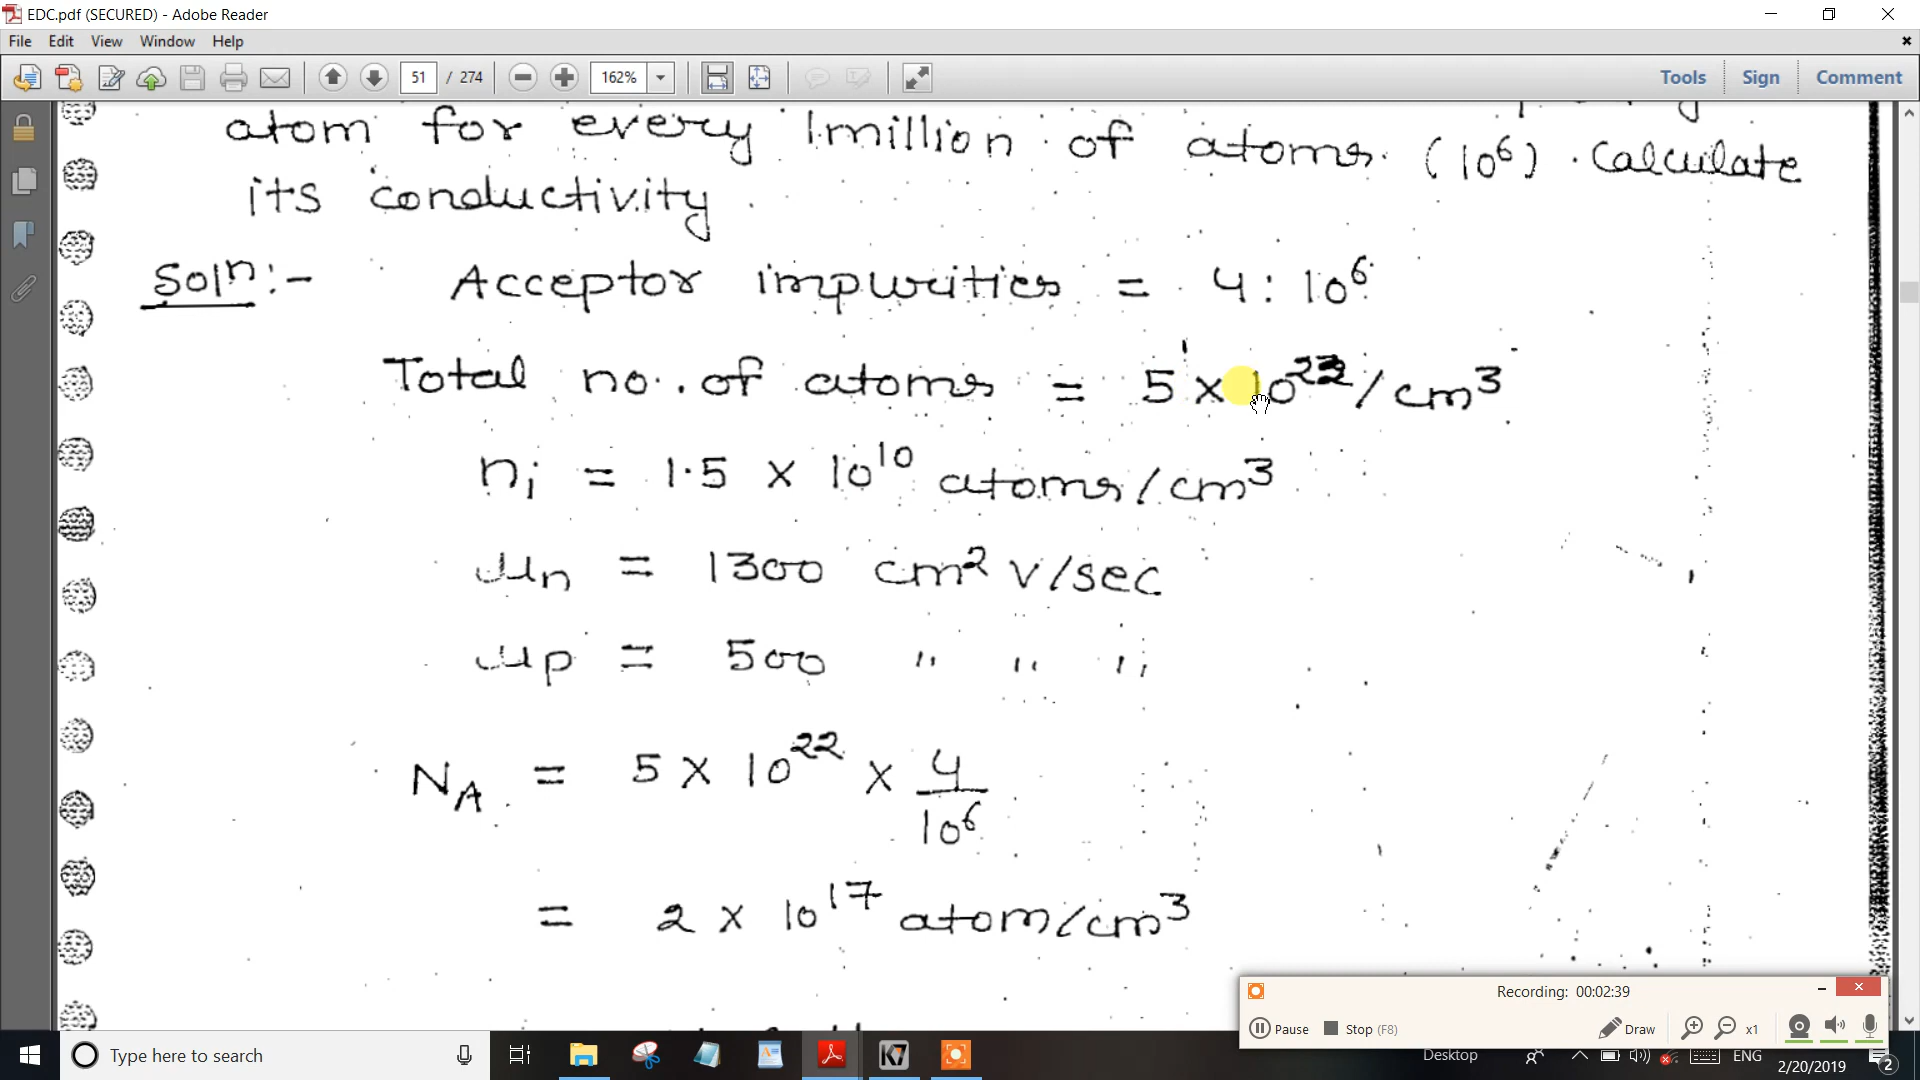 EDC.pdf (SECURED) - Adobe Reader
File Edit View Window Help
51 / 274 162% Tools Sign Comment
atom for every 1million of atoms. (10⁶). Calculate
its conductivity.
Solⁿ:- Acceptor impurities = 4 : 10⁶
Total no. of atoms = 5 × 10²²/cm³
nᵢ = 1.5 × 10¹⁰ atoms/cm³
μn = 1300 cm² v/sec
μp = 500 " " "
N_A = 5 × 10²² × 4/10⁶
= 2 × 10¹⁷ atom/cm³
Recording: 00:02:39
Pause Stop (F8) Draw x1
Type here to search Desktop ENG 2/20/2019 2